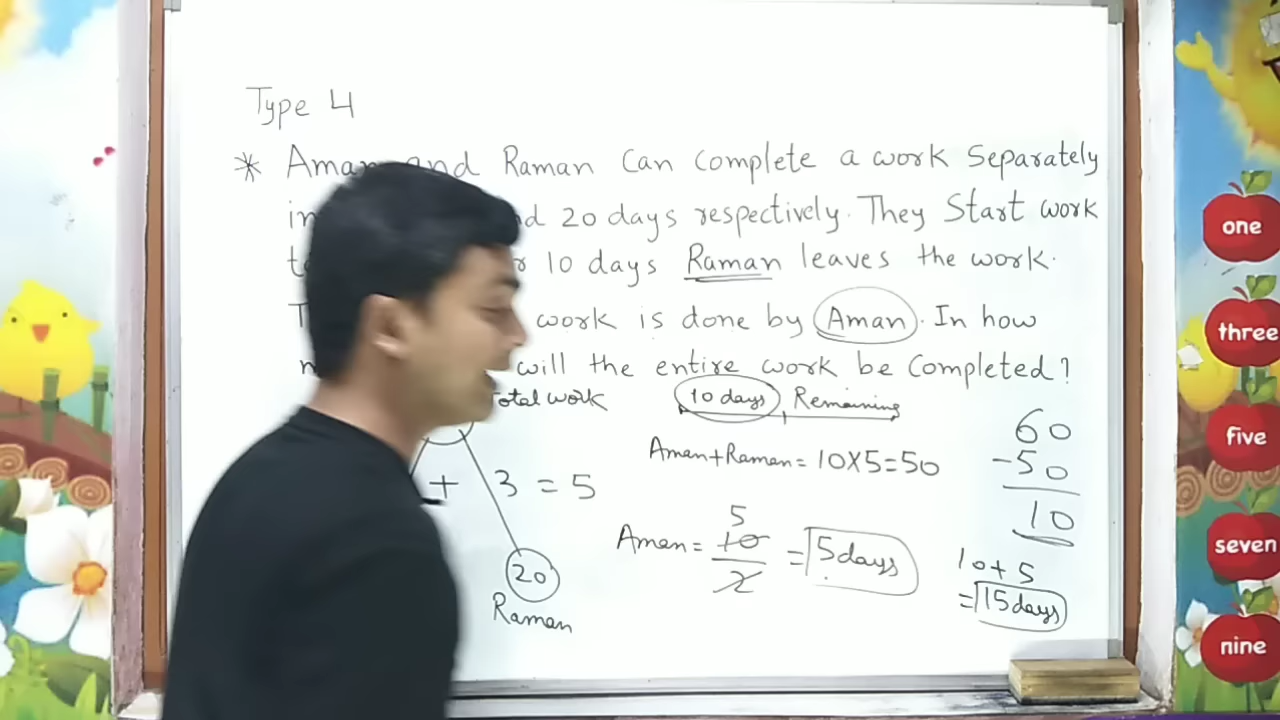 Type 4
* Aman and Raman Can complete a work Separately
in 20 days respectively. They Start work
10 days Raman leaves the work.
work is done by Aman. In how
will the entire work be Completed?
total work 10 days, Remaining
Aman+Raman = 10X5=50
+ 3 = 5
60
-50
10
Aman = 10/2 5 = 5days
10+5
=15days
20
Raman
one
three
five
seven
nine